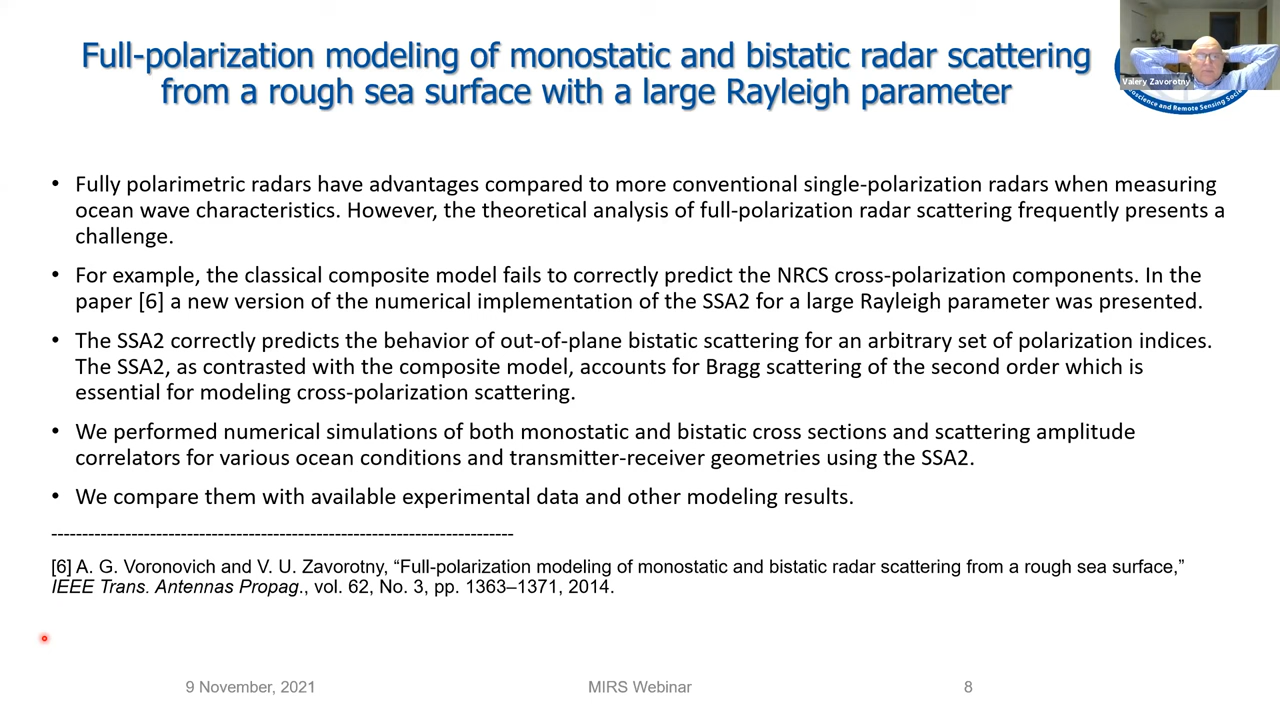 Full-polarization modeling of monostatic and bistatic radar scattering
from a rough sea surface with a large Rayleigh parameter
Valery Zavorotny
oscience and Remote Sensing Societ
• Fully polarimetric radars have advantages compared to more conventional single-polarization radars when measuring
ocean wave characteristics. However, the theoretical analysis of full-polarization radar scattering frequently presents a
challenge.
• For example, the classical composite model fails to correctly predict the NRCS cross-polarization components. In the
paper [6] a new version of the numerical implementation of the SSA2 for a large Rayleigh parameter was presented.
• The SSA2 correctly predicts the behavior of out-of-plane bistatic scattering for an arbitrary set of polarization indices.
The SSA2, as contrasted with the composite model, accounts for Bragg scattering of the second order which is
essential for modeling cross-polarization scattering.
• We performed numerical simulations of both monostatic and bistatic cross sections and scattering amplitude
correlators for various ocean conditions and transmitter-receiver geometries using the SSA2.
• We compare them with available experimental data and other modeling results.
---------------------------------------------------------------------------
[6] A. G. Voronovich and V. U. Zavorotny, “Full-polarization modeling of monostatic and bistatic radar scattering from a rough sea surface,”
IEEE Trans. Antennas Propag., vol. 62, No. 3, pp. 1363–1371, 2014.
9 November, 2021
MIRS Webinar
8